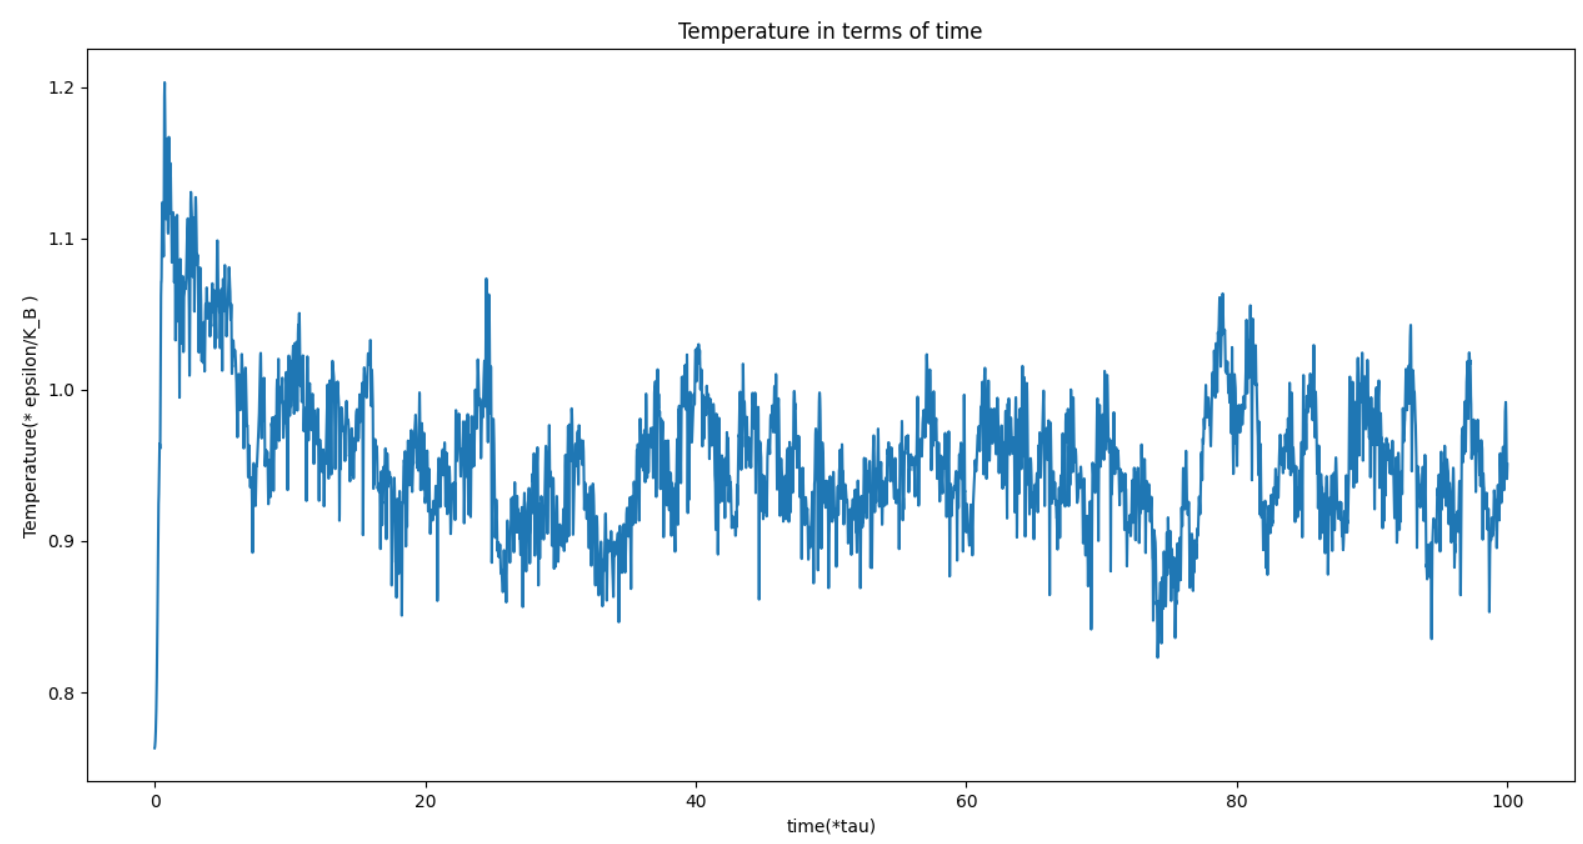 Temperature in terms of time
Temperature(* epsilon/K_B )
1.2
1.1
1.0
0.9
0.8
0 20 40 60 80 100
time(*tau)